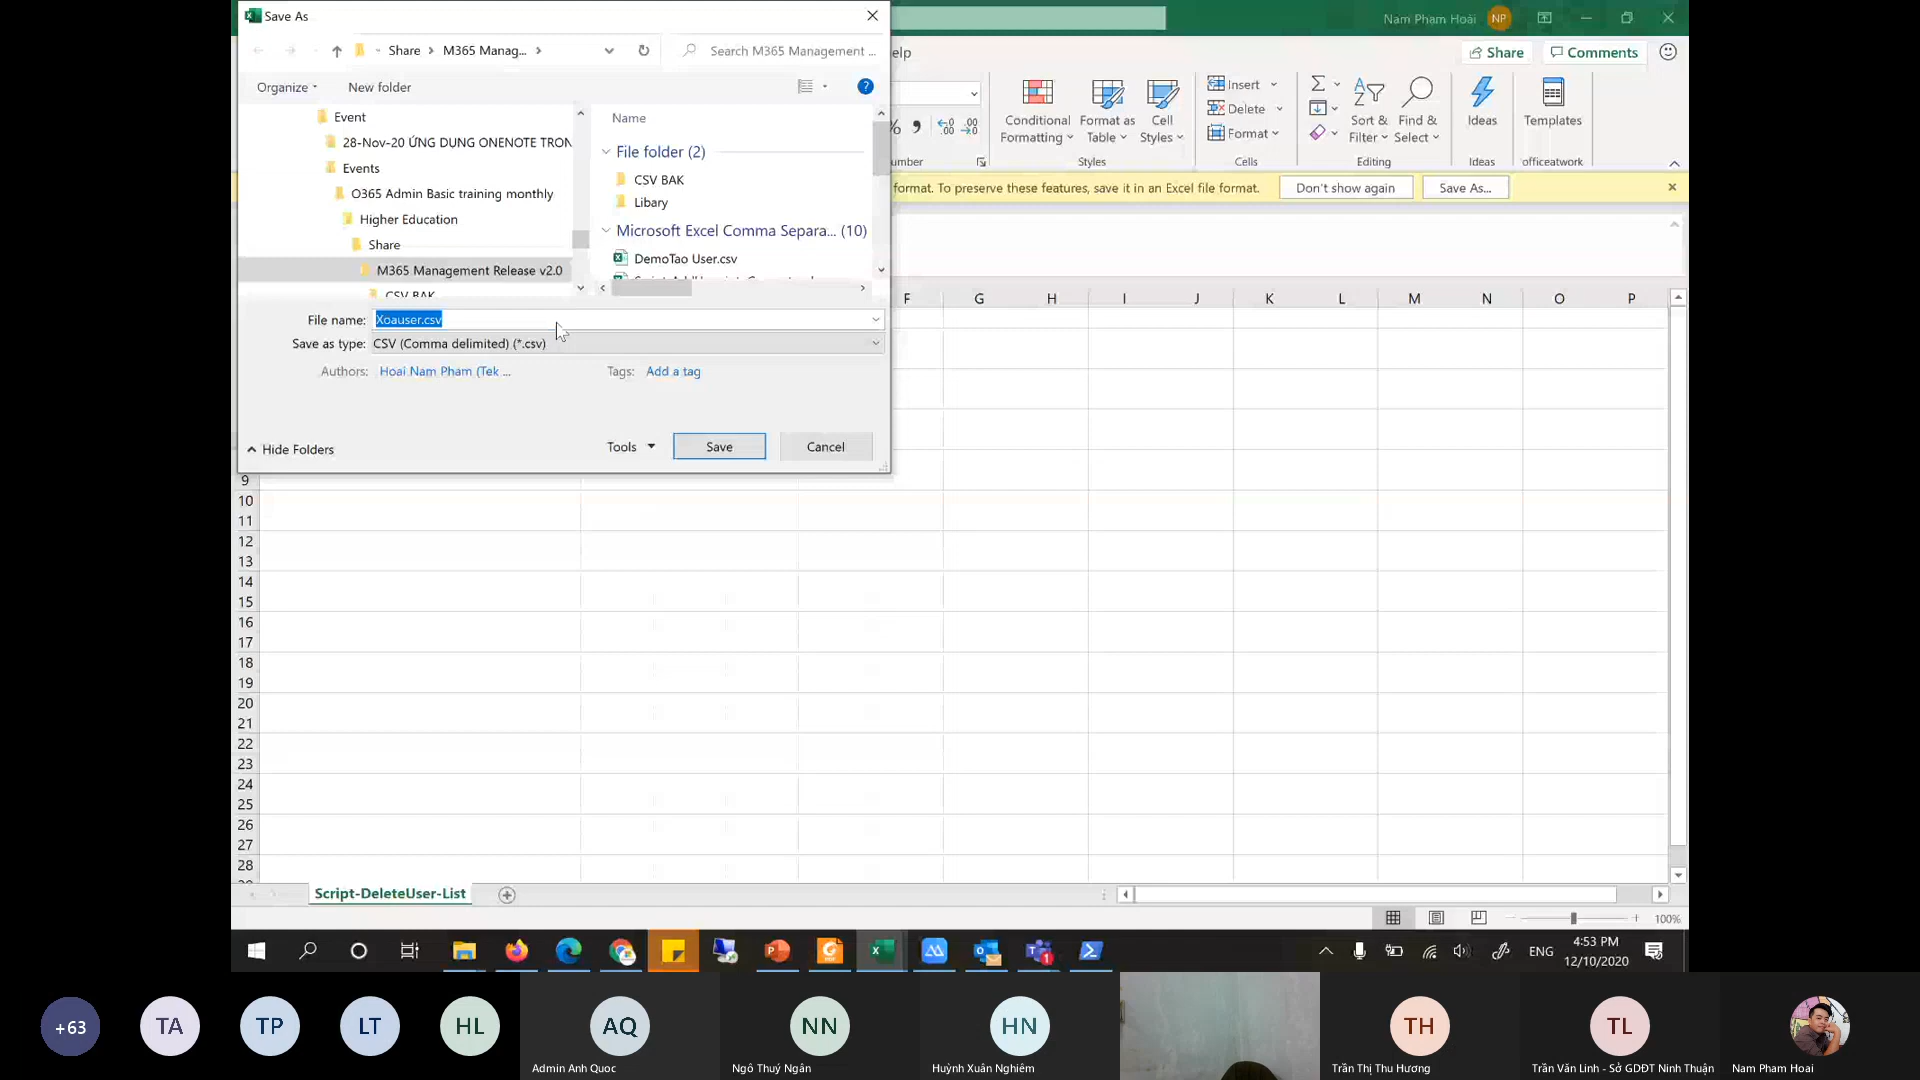 Save As
Nam Pham Hoai NP
Share M365 Manag...
Search M365 Management ...
elp
Share Comments
Organize New folder
Event
28-Nov-20 ỨNG DUNG ONENOTE TRON
Events
O365 Admin Basic training monthly
Higher Education
Share
M365 Management Release v2.0
CSV BAK
Name
File folder (2)
CSV BAK
Libary
Microsoft Excel Comma Separa... (10)
DemoTao User.csv
File name: Xoauser.csv
Save as type: CSV (Comma delimited) (*.csv)
Authors: Hoai Nam Pham (Tek ...
Tags: Add a tag
Hide Folders
Tools
Save
Cancel
Conditional Formatting
Format as Table
Cell Styles
Insert
Delete
Format
Sort & Filter
Find & Select
Ideas
Templates
umber
Styles
Cells
Editing
Ideas
officeatwork
format. To preserve these features, save it in an Excel file format.
Don't show again
Save As...
F G H I J K L M N O P
9
10
11
12
13
14
15
16
17
18
19
20
21
22
23
24
25
26
27
28
Script-DeleteUser-List
100%
ENG
4:53 PM
12/10/2020
+63
TA
TP
LT
HL
AQ
Admin Anh Quoc
NN
Ngô Thuý Ngân
HN
Huỳnh Xuân Nghiêm
TH
Trần Thị Thu Hương
TL
Trần Văn Linh - Sở GDĐT Ninh Thuận
Nam Pham Hoai